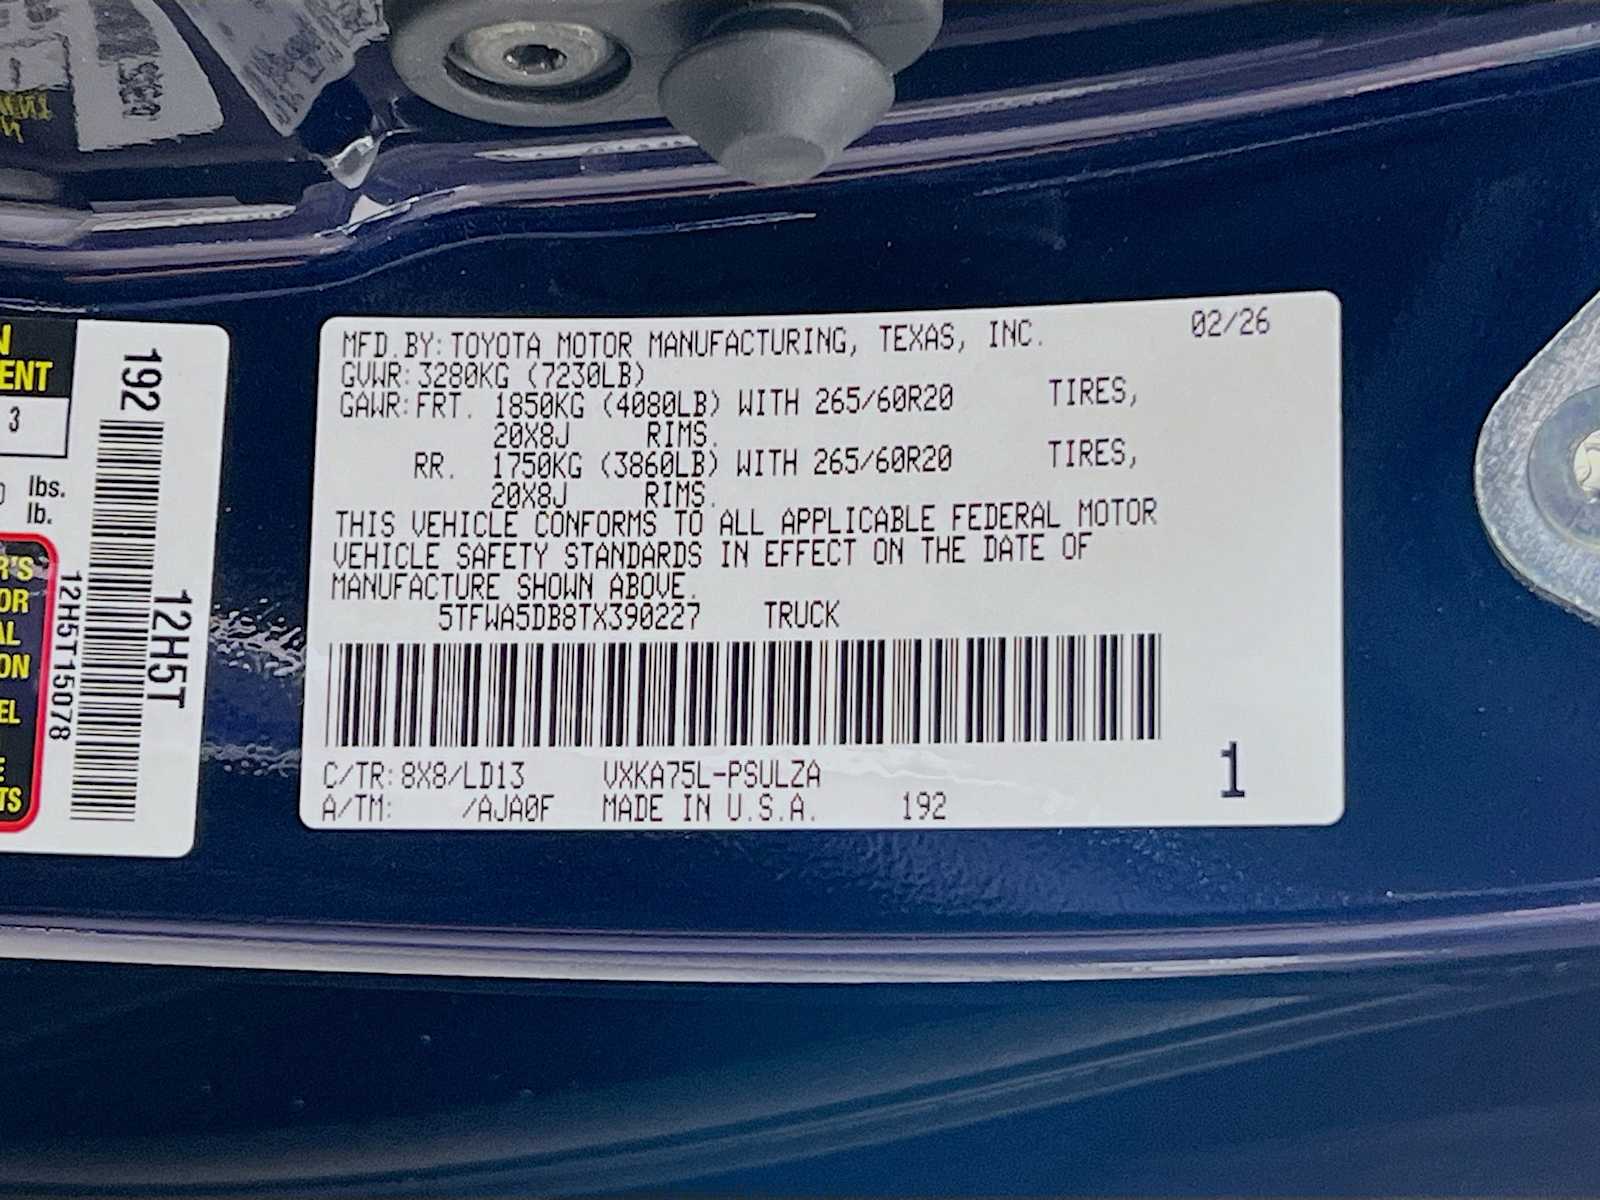 MFD.BY:TOYOTA MOTOR MANUFACTURING, TEXAS, INC. 02/26
GVWR:3280KG (7230LB)
GAWR:FRT. 1850KG (4080LB) WITH 265/60R20 TIRES,
20X8J RIMS.
RR. 1750KG (3860LB) WITH 265/60R20 TIRES,
20X8J RIMS.
THIS VEHICLE CONFORMS TO ALL APPLICABLE FEDERAL MOTOR
VEHICLE SAFETY STANDARDS IN EFFECT ON THE DATE OF
MANUFACTURE SHOWN ABOVE.
5TFWA5DB8TX390227 TRUCK
C/TR:8X8/LD13 VXKA75L-PSULZA
A/TM: /AJA0F MADE IN U.S.A. 192
1
192
12H5T
12H5T15078
3
lbs.
lb.